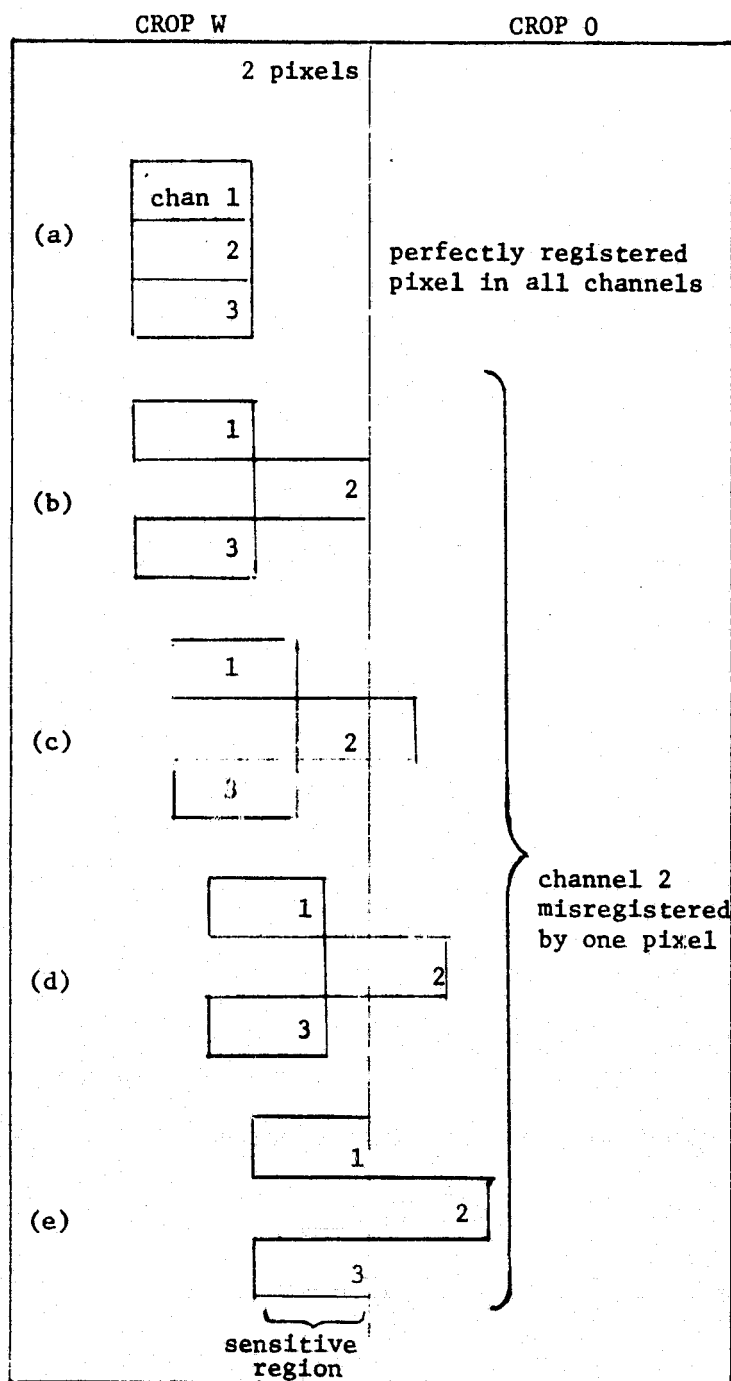 CROP W CROP O
2 pixels
chan 1
(a)
2
perfectly registered
pixel in all channels
3
1
(b)
2
3
1
(c)
2
3
channel 2
misregistered
by one pixel
1
(d)
2
3
1
(e)
2
3
sensitive
region